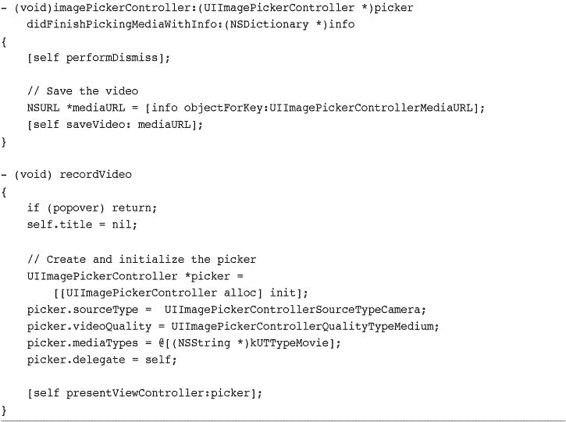 - (void)imagePickerController:(UIImagePickerController *)picker
    didFinishPickingMediaWithInfo:(NSDictionary *)info
{
    [self performDismiss];

    // Save the video
    NSURL *mediaURL = [info objectForKey:UIImagePickerControllerMediaURL];
    [self saveVideo: mediaURL];
}

- (void) recordVideo
{
    if (popover) return;
    self.title = nil;

    // Create and initialize the picker
    UIImagePickerController *picker =
        [[UIImagePickerController alloc] init];
    picker.sourceType =  UIImagePickerControllerSourceTypeCamera;
    picker.videoQuality = UIImagePickerControllerQualityTypeMedium;
    picker.mediaTypes = @[(NSString *)kUTTypeMovie];
    picker.delegate = self;

    [self presentViewController:picker];
}